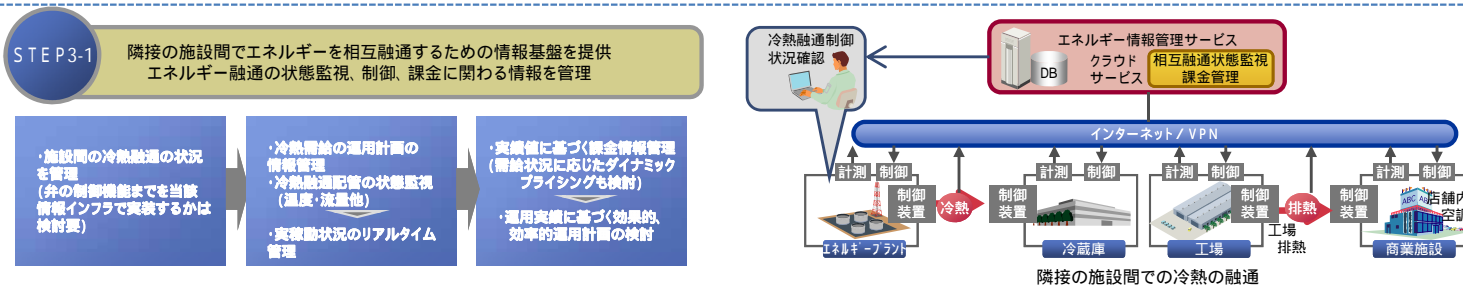 STEP3-1
隣接の施設間でエネルギーを相互融通するための情報基盤を提供
エネルギー融通の状態監視、制御、課金に関わる情報を管理
・施設間の冷熱融通の状況
を管理
(弁の制御機能までを当該
情報インフラで実装するかは
検討要)
・冷熱需給の運用計画の
情報管理
・冷熱融通配管の状態監視
(温度・流量他)
・実稼動状況のリアルタイム
管理
・実績値に基づく課金情報管理
(需給状況に応じたダイナミック
プライシングも検討)
・運用実績に基づく効果的、
効率的運用計画の検討
冷熱融通制御
状況確認
エネルギー情報管理サービス
DB
クラウド
サービス
相互融通状態監視
課金管理
インターネット/VPN
計測
制御
計測
制御
計測
制御
計測
制御
制御
装置
冷熱
制御
装置
制御
装置
排熱
制御
装置
工場
排熱
ABC AB
店舗内
空調
エネルギープラント
冷蔵庫
工場
商業施設
隣接の施設間での冷熱の融通